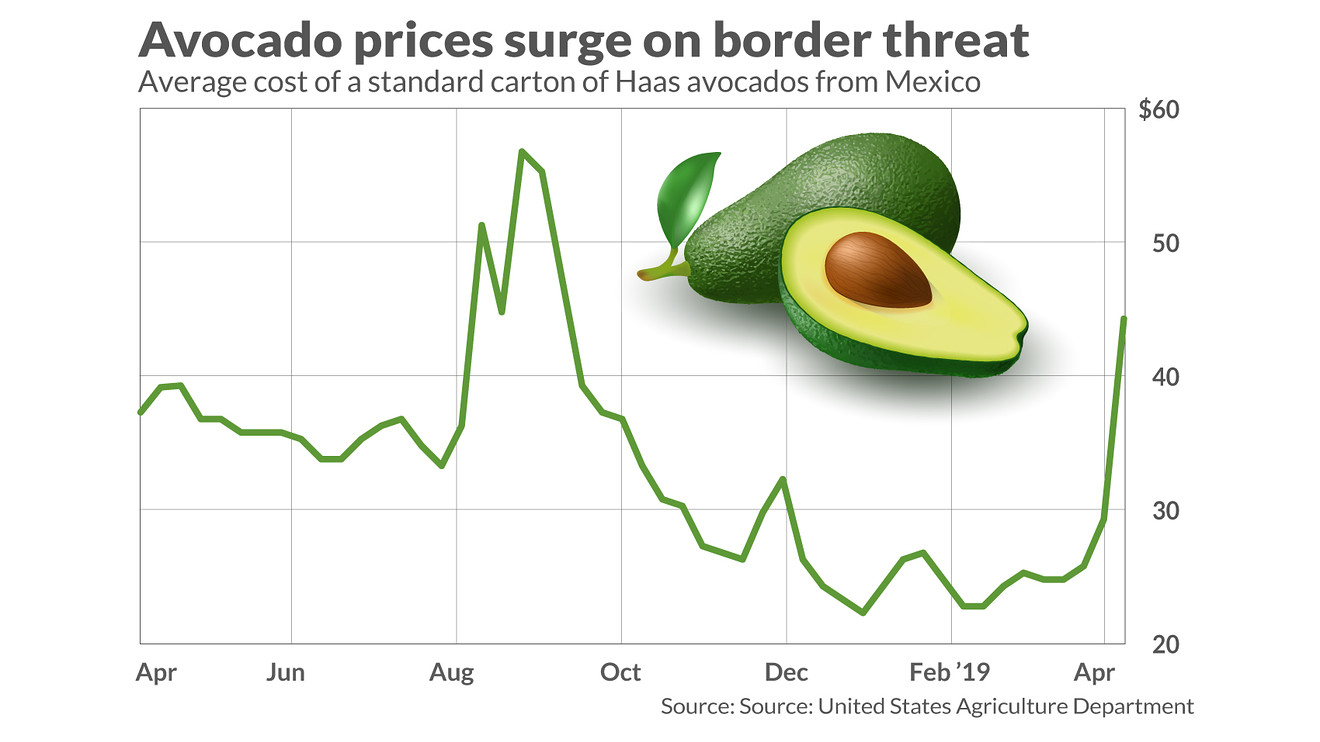 Avocado prices surge on border threat
Average cost of a standard carton of Haas avocados from Mexico
$60
50
40
30
20
Apr Jun Aug Oct Dec Feb ’19 Apr
Source: Source: United States Agriculture Department